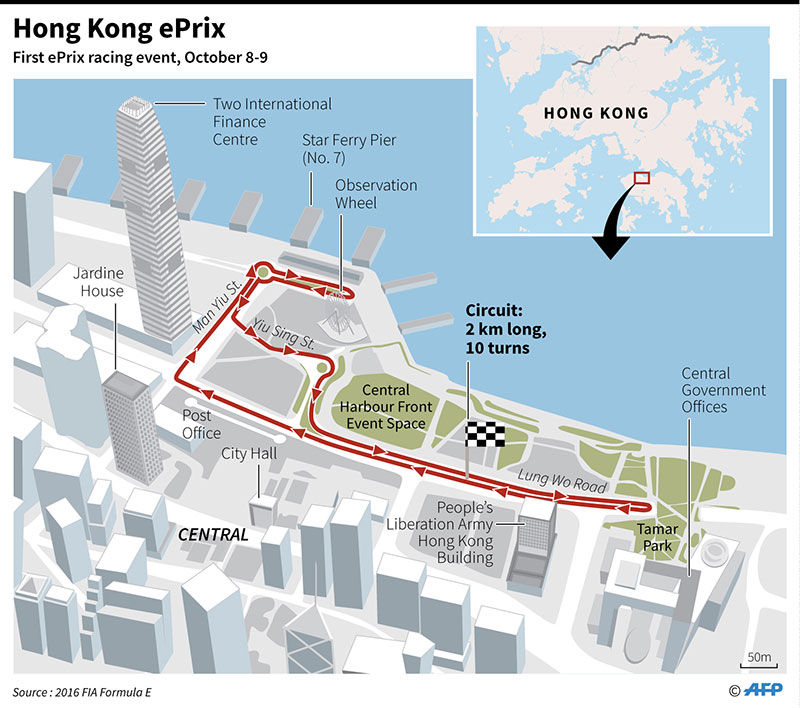 Hong Kong ePrix
First ePrix racing event, October 8-9
HONG KONG
Two International
Finance
Centre
Star Ferry Pier
(No. 7)
Observation
Wheel
Jardine
House
Man Yiu St.
Yiu Sing St.
Circuit:
2 km long,
10 turns
Central
Government
Offices
Central
Harbour Front
Event Space
Post
Office
City Hall
Lung Wo Road
People's
Liberation Army
Hong Kong
Building
CENTRAL
Tamar
Park
50m
Source : 2016 FIA Formula E
© AFP